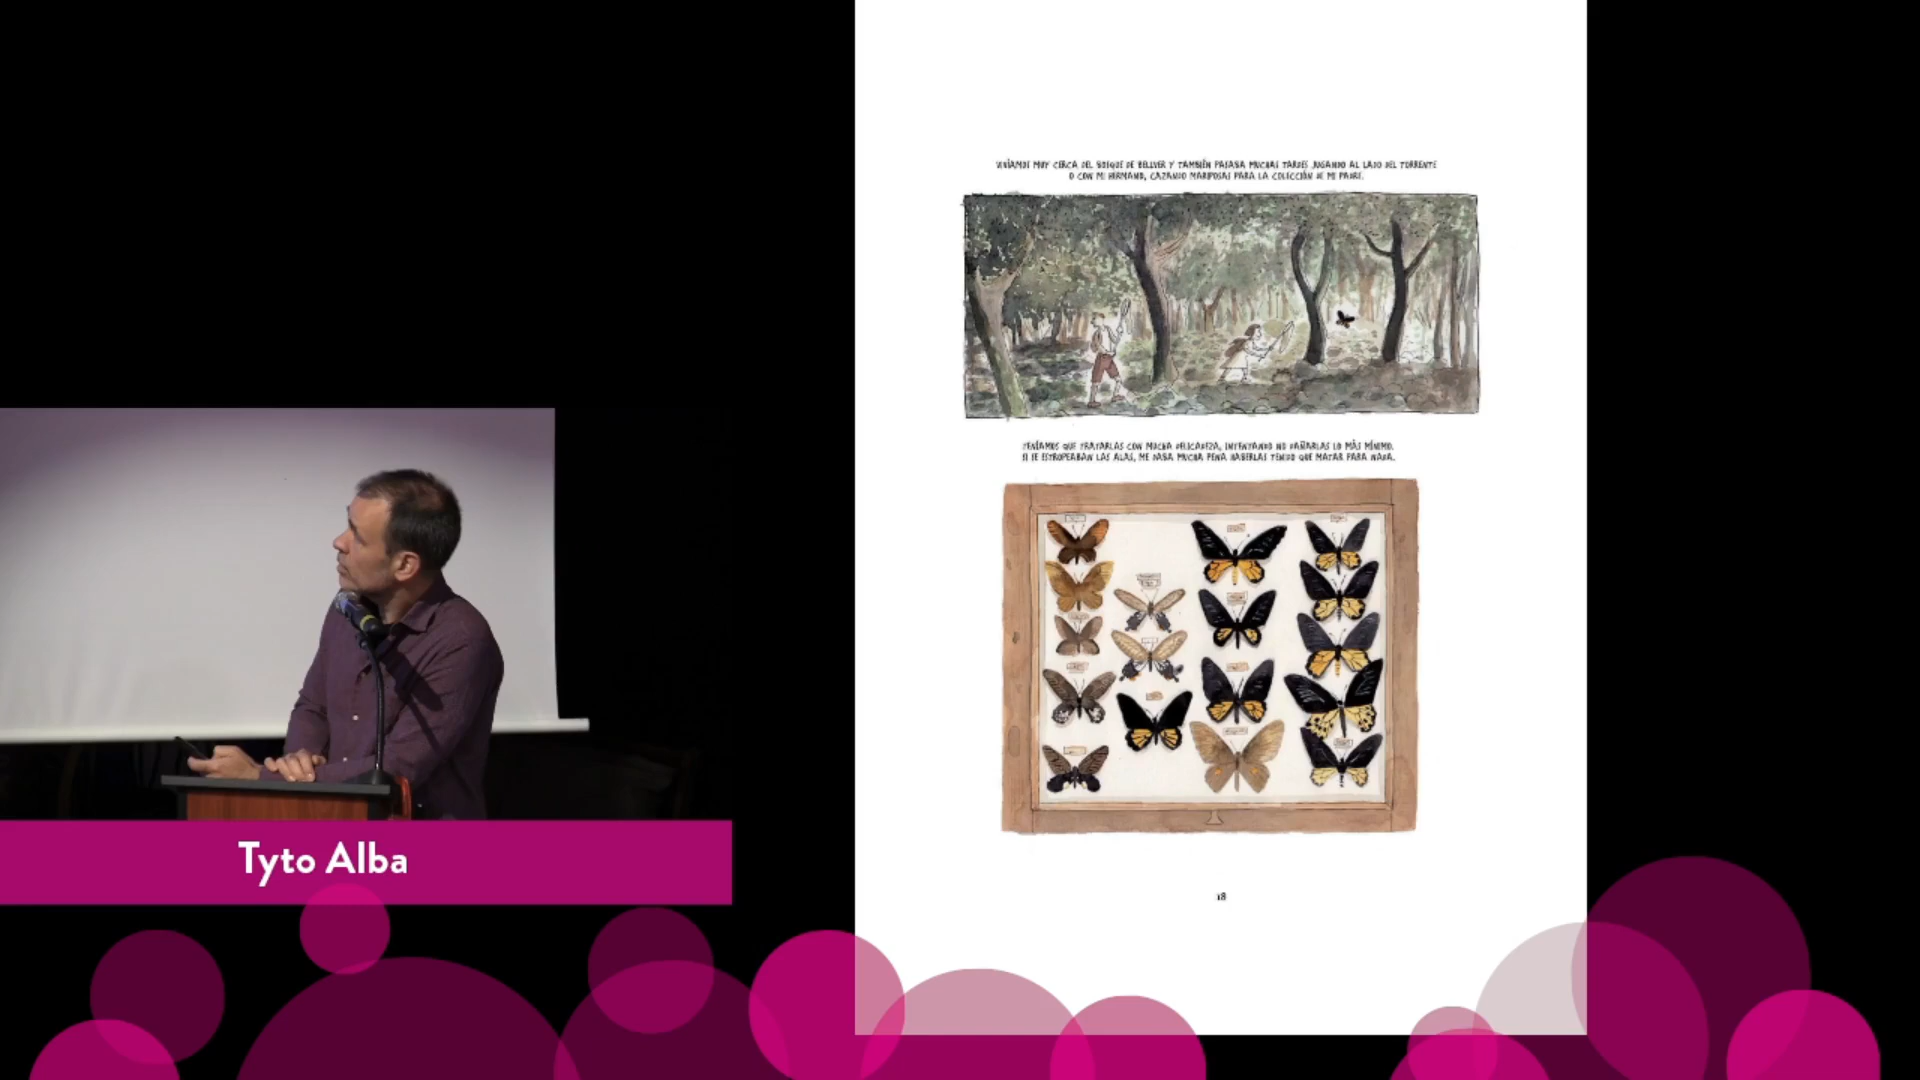 VIVÍAMOS MUY CERCA DEL BOSQUE DE BELLVER Y TAMBIÉN PASABA MUCHAS TARDES JUGANDO AL LADO DEL TORRENTE
O CON MI HERMANO, CAZANDO MARIPOSAS PARA LA COLECCIÓN DE MI PADRE.
TENÍAMOS QUE TRATARLAS CON MUCHA DELICADEZA, INTENTANDO NO DAÑARLAS LO MÁS MÍNIMO.
SI SE ESTROPEABAN LAS ALAS, ME DABA MUCHA PENA HABERLAS TENIDO QUE MATAR PARA NADA.
18
Tyto Alba